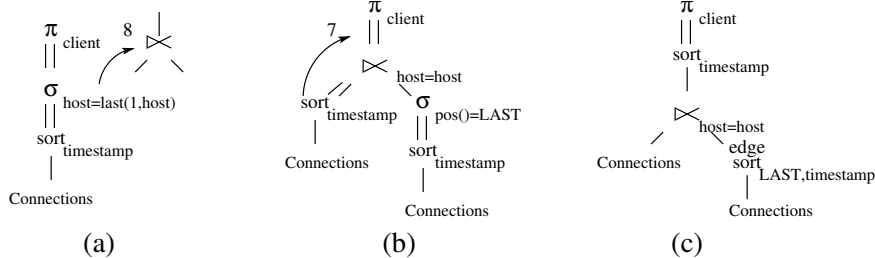 π
client
8
σ
host=last(1,host)
sort
timestamp
Connections
(a)
π
client
7
host=host
sort
timestamp
σ
pos()=LAST
sort
timestamp
Connections
Connections
(b)
π
client
sort
timestamp
host=host
Connections
edge
sort
LAST,timestamp
Connections
(c)